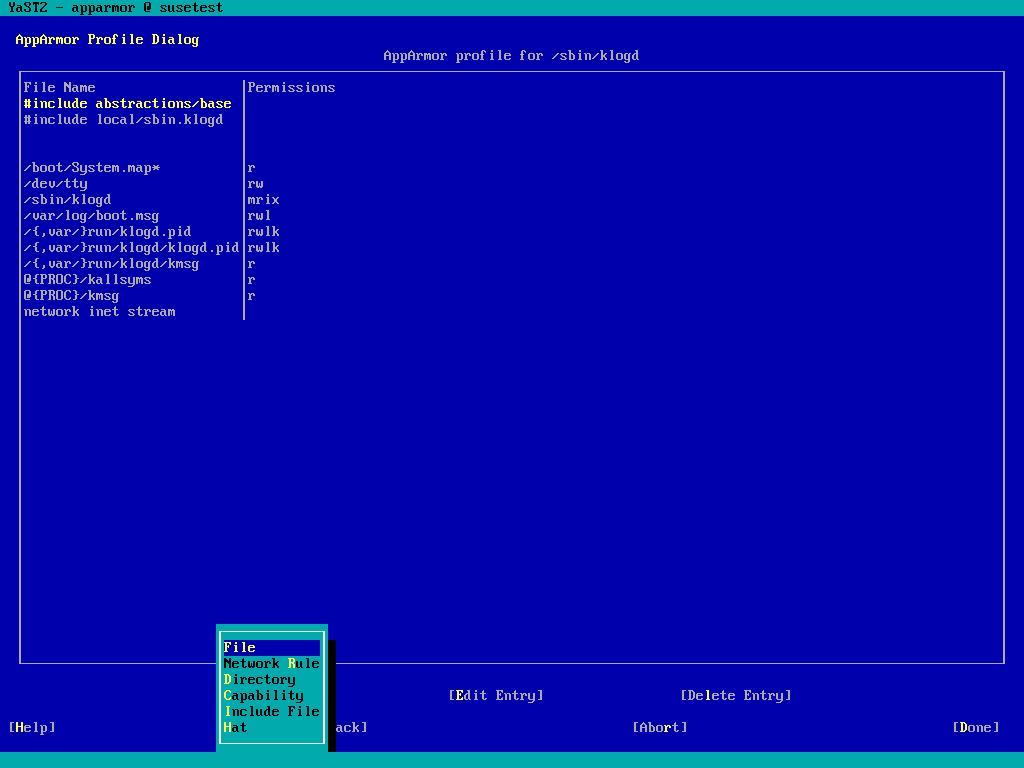 YaST2 - apparmor @ susetest
AppArmor Profile Dialog
AppArmor profile for /sbin/klogd
File Name Permissions
#include abstractions/base
#include local/sbin.klogd
/boot/System.map* r
/dev/tty rw
/sbin/klogd mrix
/var/log/boot.msg rwl
/{,var/}run/klogd.pid rwlk
/{,var/}run/klogd/klogd.pid rwlk
/{,var/}run/klogd/kmsg r
@{PROC}/kallsyms r
@{PROC}/kmsg r
network inet stream
File
Network Rule
Directory
Capability
Include File
Hat
[Edit Entry] [Delete Entry]
[Help] ack] [Abort] [Done]